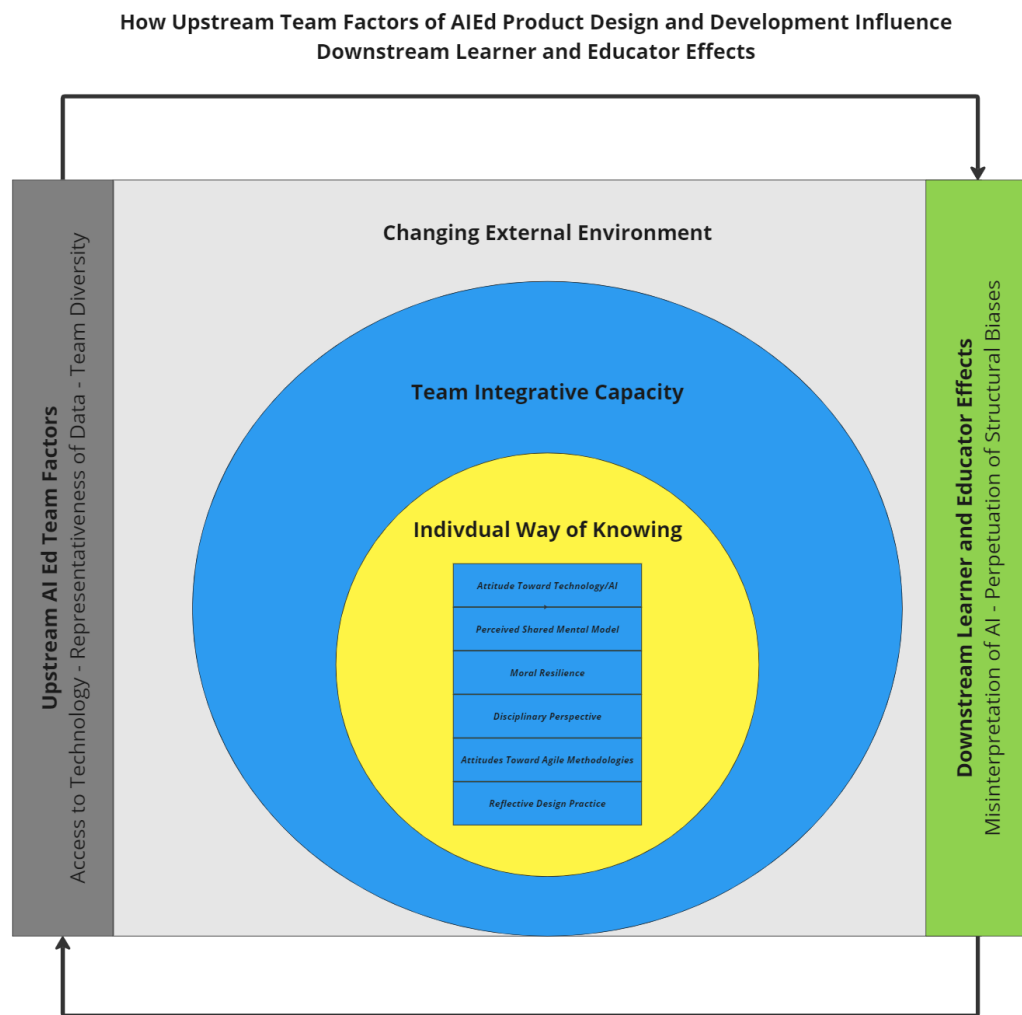 How Upstream Team Factors of AIEd Product Design and Development Influence
Downstream Learner and Educator Effects
Upstream AI Ed Team Factors
Access to Technology - Representativeness of Data - Team Diversity
Changing External Environment
Team Integrative Capacity
Indivdual Way of Knowing
Attitude Toward Technology/AI
Perceived Shared Mental Model
Moral Resilience
Disciplinary Perspective
Attitudes Toward Agile Methodologies
Reflective Design Practice
Downstream Learner and Educator Effects
Misinterpretation of AI - Perpetuation of Structural Biases